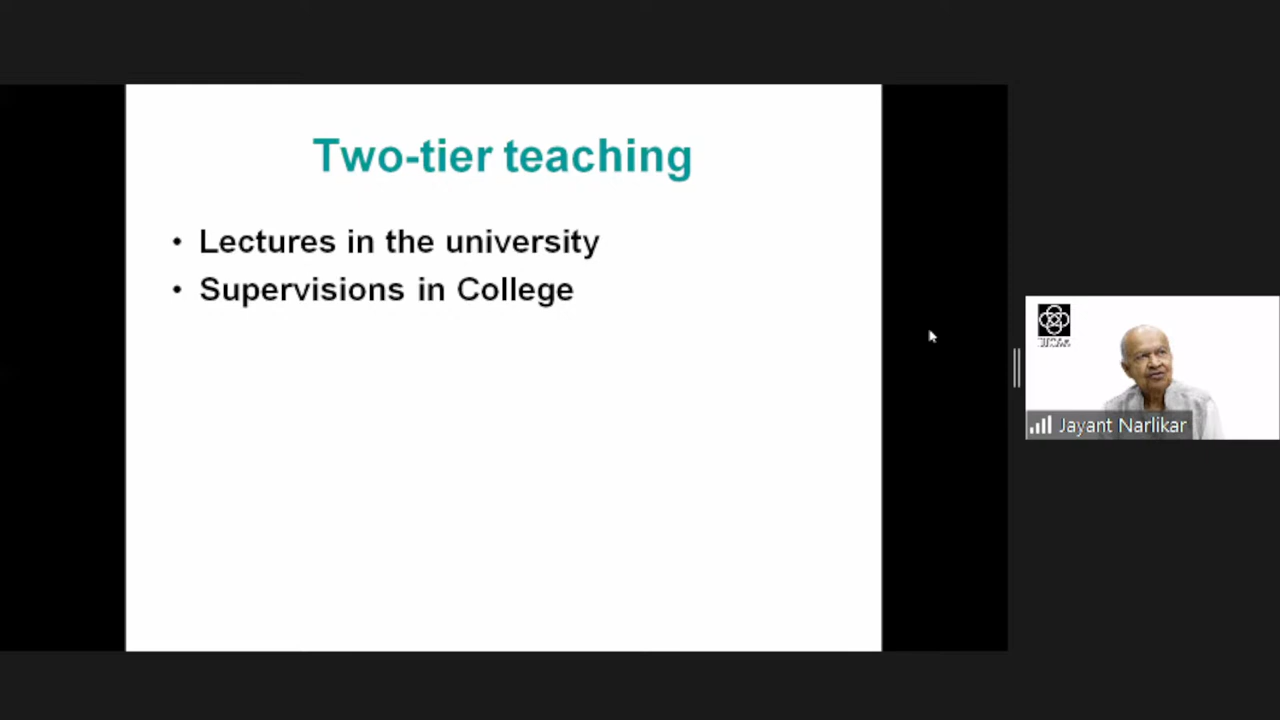 Two-tier teaching
• Lectures in the university
• Supervisions in College
Jayant Narlikar